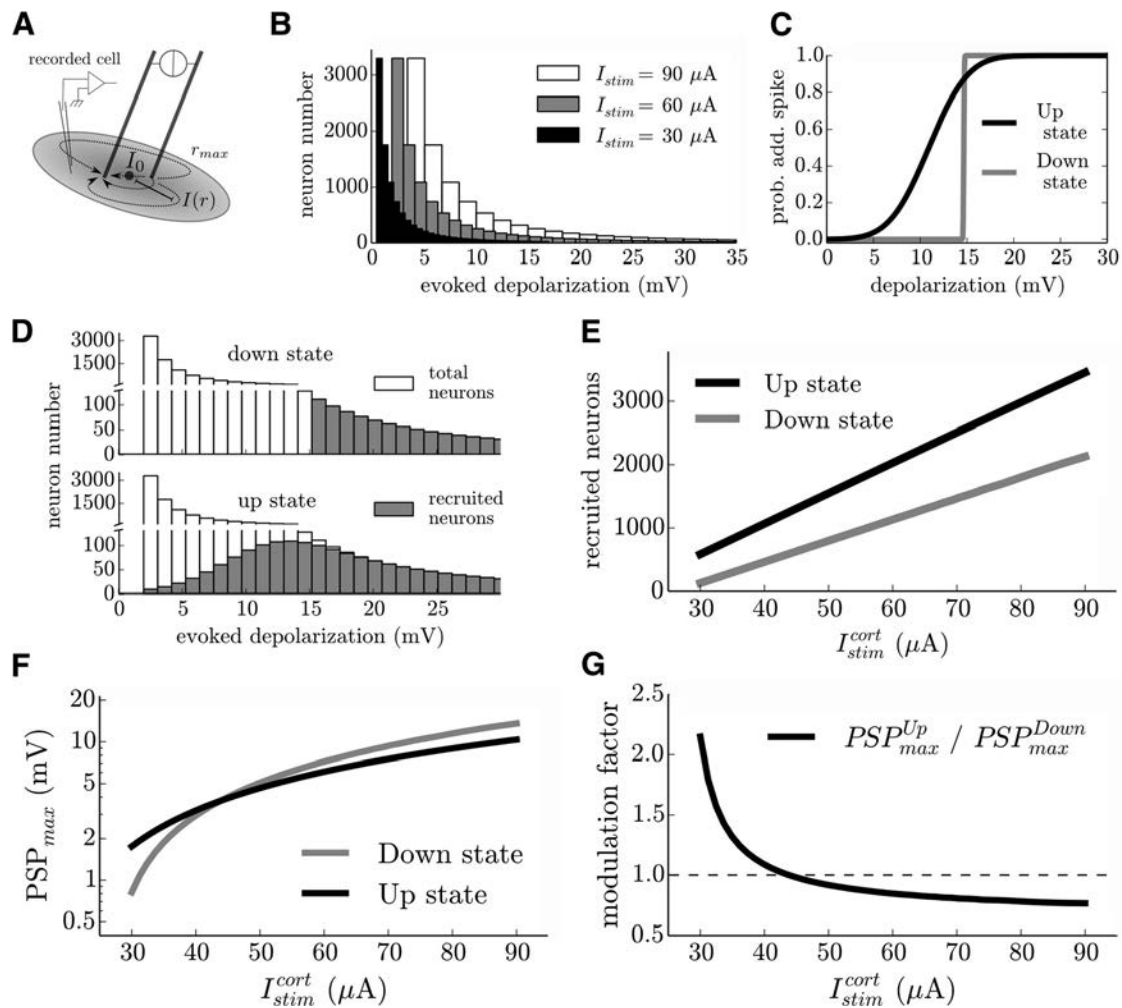 A
recorded cell
I0
rmax
I(r)
B
neuron number
3000
2000
1000
0
Istim = 90 μA
Istim = 60 μA
Istim = 30 μA
0 5 10 15 20 25 30 35
evoked depolarization (mV)
C
prob. add. spike
1.0
0.8
0.6
0.4
0.2
0.0
Up
state
Down
state
0 5 10 15 20 25 30
depolarization (mV)
D
neuron number
3000
1500
100
50
0
down state
total
neurons
3000
1500
100
50
0
up state
recruited
neurons
0 5 10 15 20 25
evoked depolarization (mV)
E
recruited neurons
3000
2000
1000
0
Up state
Down state
30 40 50 60 70 80 90
I_stim^cort (μA)
F
PSPmax (mV)
20
10
5
2
1
0.5
Down state
Up state
30 40 50 60 70 80 90
I_stim^cort (μA)
G
modulation factor
2.5
2.0
1.5
1.0
0.5
PSP_max^Up / PSP_max^Down
30 40 50 60 70 80 90
I_stim^cort (μA)